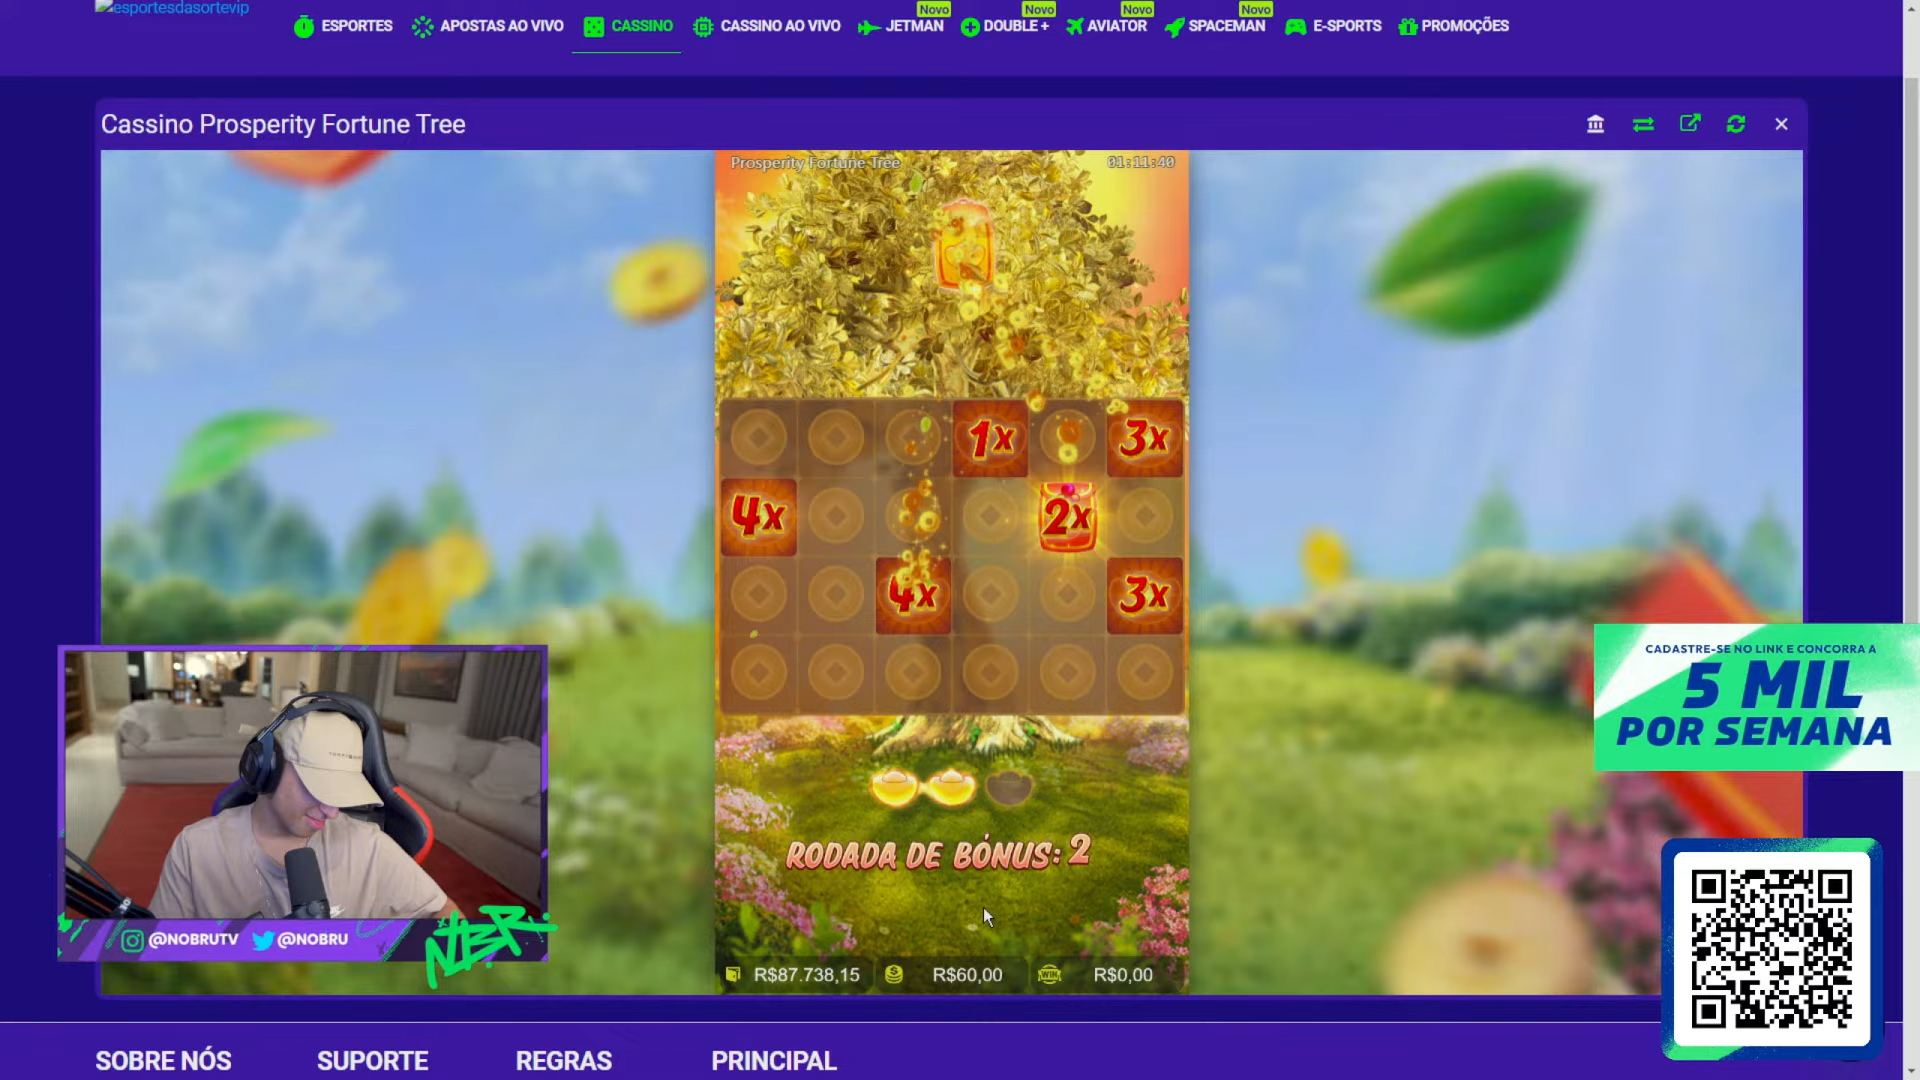 esportesdasortevip
ESPORTES
APOSTAS AO VIVO
CASSINO
CASSINO AO VIVO
JETMAN Novo
DOUBLE + Novo
AVIATOR Novo
SPACEMAN Novo
E-SPORTS
PROMOÇÕES
Cassino Prosperity Fortune Tree
Prosperity Fortune Tree
01:11:40
1x
3x
4x
2x
4x
3x
RODADA DE BÓNUS: 2
R$87.738,15
R$60,00
WIN
R$0,00
@NOBRUTV
@NOBRU
NBR
CADASTRE-SE NO LINK E CONCORRA A
5 MIL
POR SEMANA
SOBRE NÓS
SUPORTE
REGRAS
PRINCIPAL